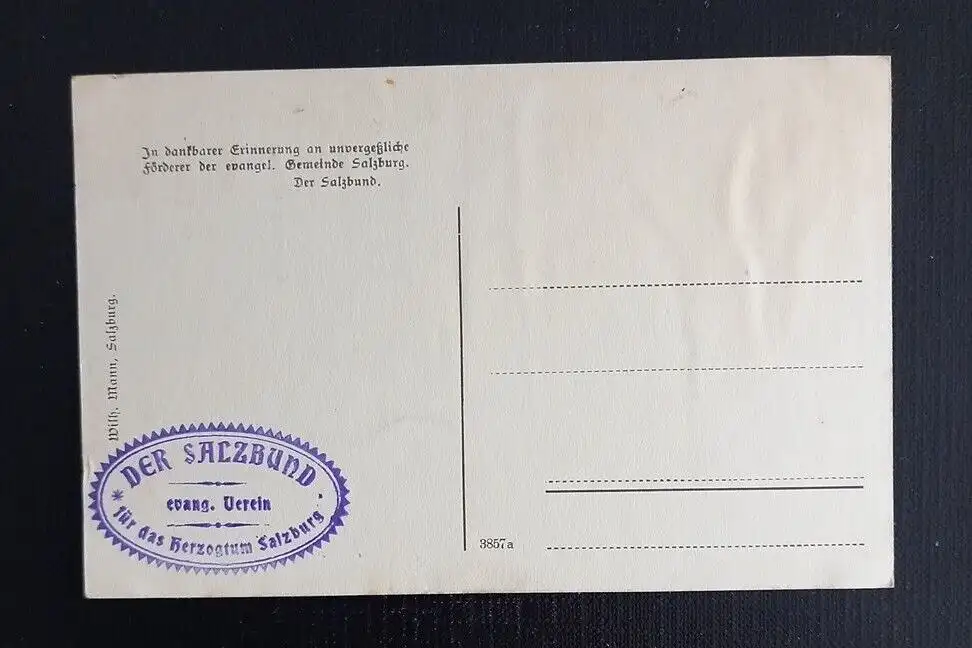 In dankbarer Erinnerung an unvergeßliche
Förderer der evangel. Gemeinde Salzburg.
Der Salzbund.
Wilh. Mann, Salzburg.
DER SALZBUND
evang. Verein
* für das Herzogtum Salzburg ·
3857a